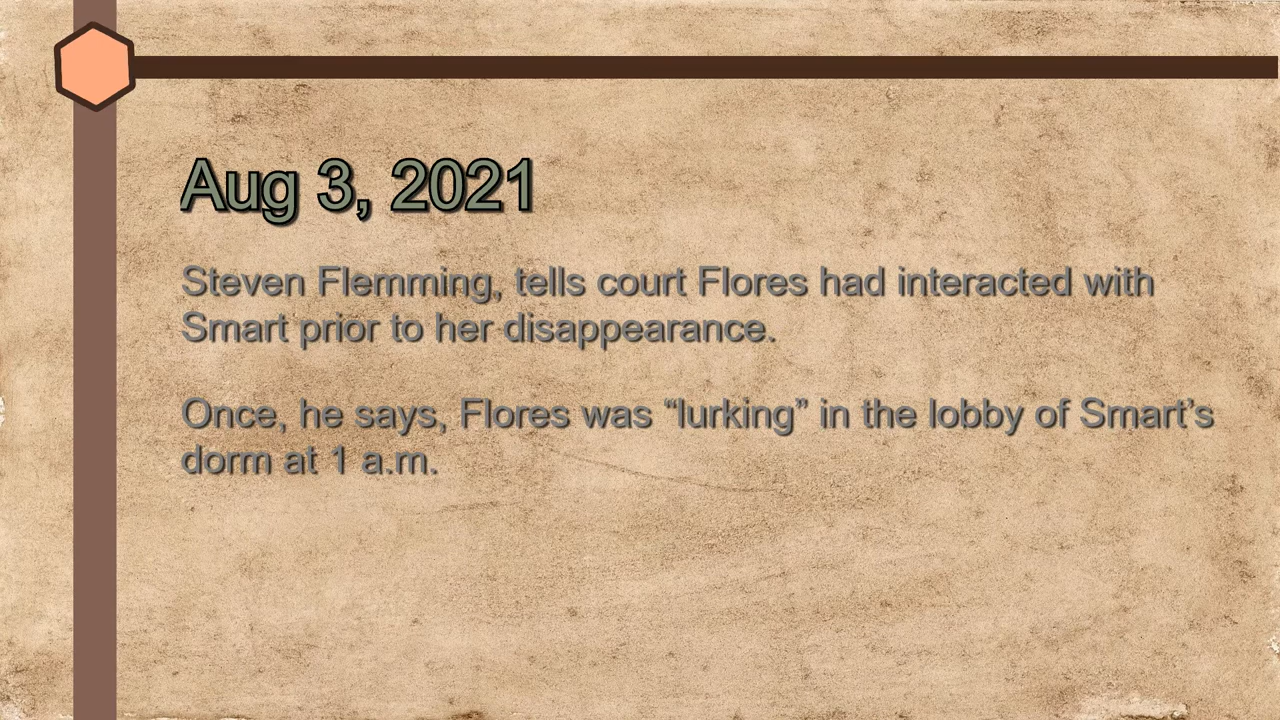 Aug 3, 2021
Steven Flemming, tells court Flores had interacted with
Smart prior to her disappearance.
Once, he says, Flores was “lurking” in the lobby of Smart’s
dorm at 1 a.m.